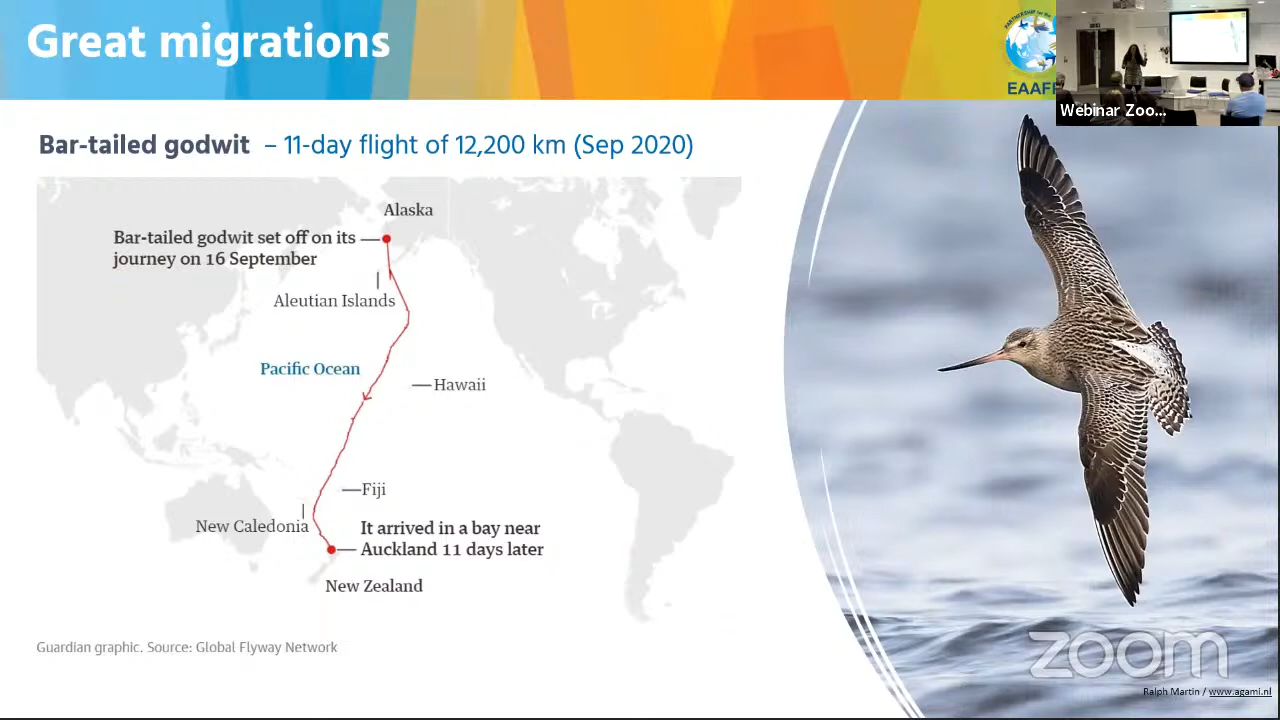 Great migrations
PARTNERSHIP for the
EAAF
Webinar Zoo...
Bar-tailed godwit – 11-day flight of 12,200 km (Sep 2020)
Alaska
Bar-tailed godwit set off on its
journey on 16 September
Aleutian Islands
Pacific Ocean
Hawaii
Fiji
New Caledonia
It arrived in a bay near
Auckland 11 days later
New Zealand
Guardian graphic. Source: Global Flyway Network
zoom
Ralph Martin / www.agami.nl